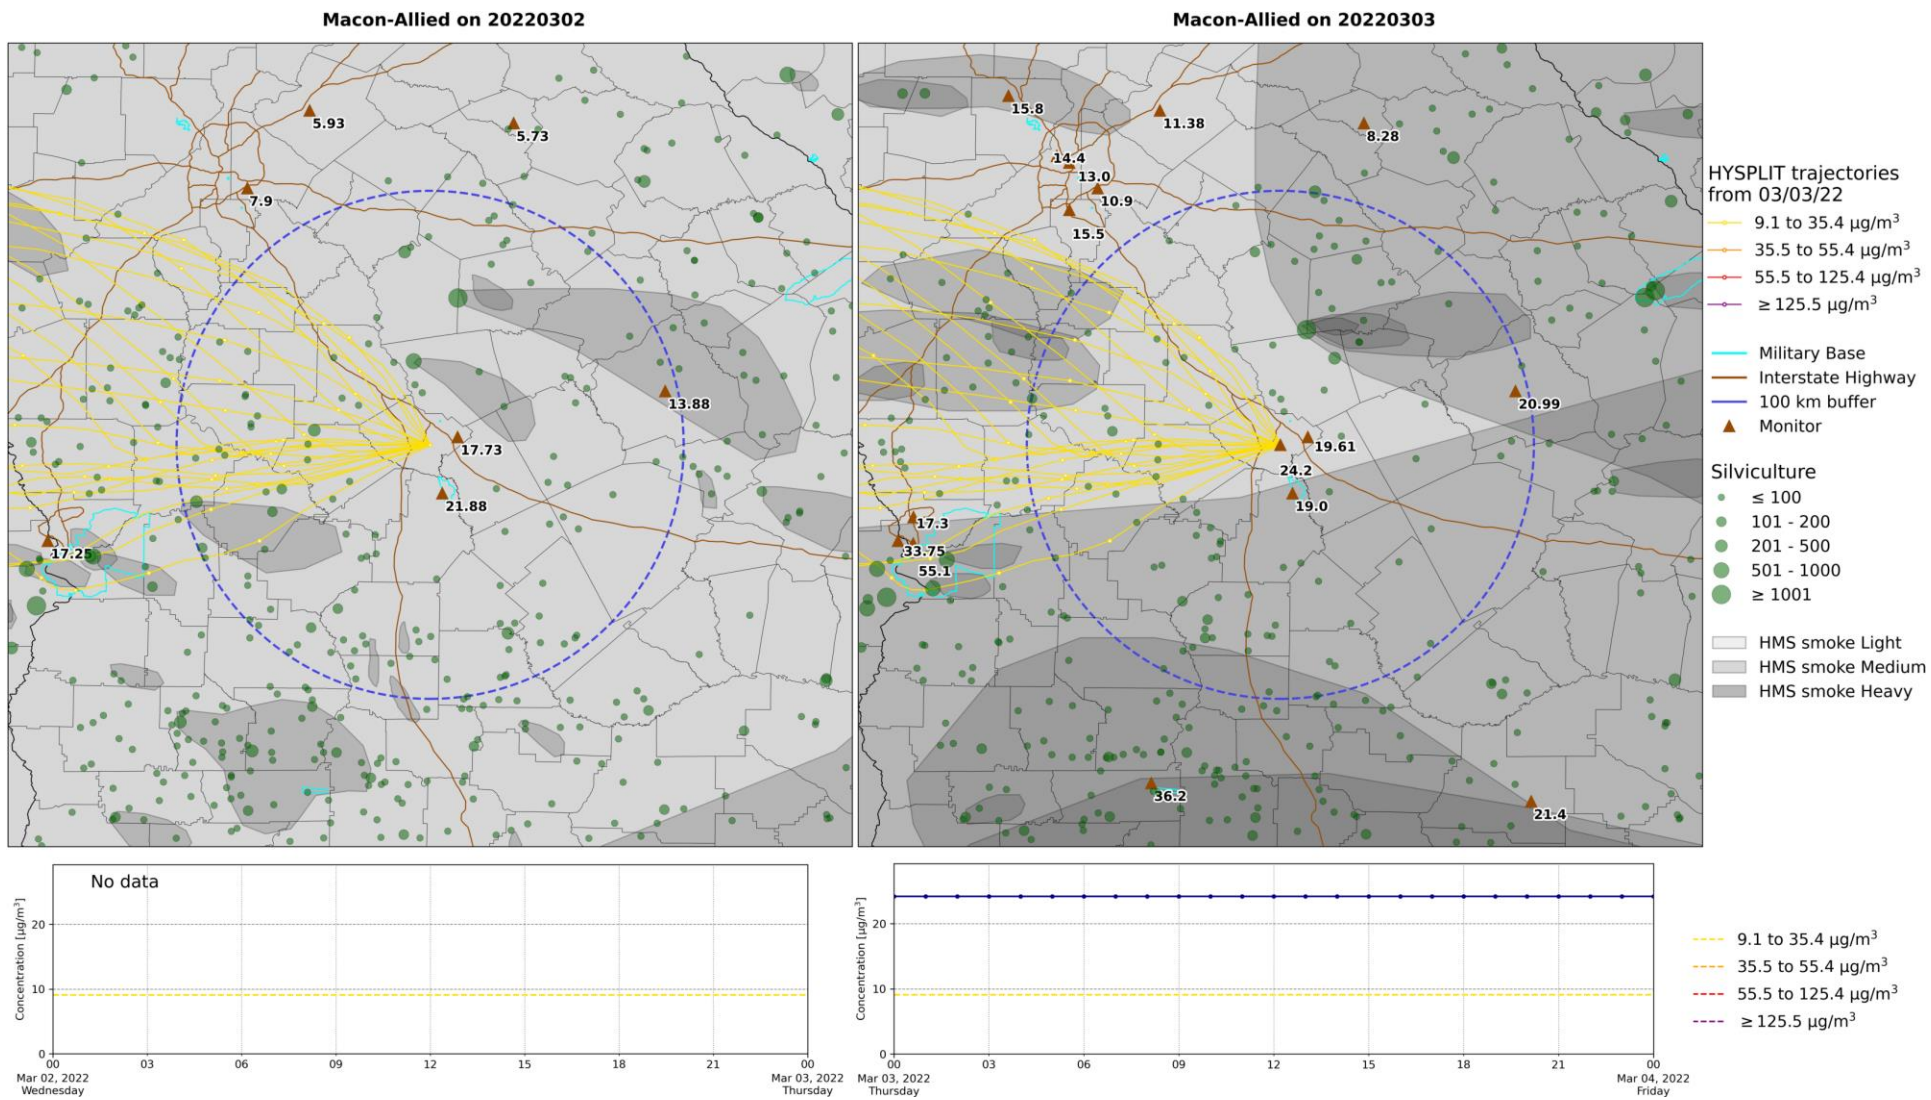 Macon-Allied on 20220302
5.93
5.73
7.9
13.88
17.73
21.88
17.25
Macon-Allied on 20220303
15.8
11.38
8.28
14.4
13.0
10.9
15.5
20.99
19.61
24.2
19.0
17.3
33.75
55.1
36.2
21.4
HYSPLIT trajectories
from 03/03/22
9.1 to 35.4 µg/m³
35.5 to 55.4 µg/m³
55.5 to 125.4 µg/m³
≥ 125.5 µg/m³
Military Base
Interstate Highway
100 km buffer
Monitor
Silviculture
≤ 100
101 - 200
201 - 500
501 - 1000
≥ 1001
HMS smoke Light
HMS smoke Medium
HMS smoke Heavy
No data
Concentration [µg/m³]
20
10
0
00 03 06 09 12 15 18 21 00
Mar 02, 2022 Mar 03, 2022
Wednesday Thursday
Concentration [µg/m³]
20
10
0
00 03 06 09 12 15 18 21 00
Mar 03, 2022 Mar 04, 2022
Thursday Friday
9.1 to 35.4 µg/m³
35.5 to 55.4 µg/m³
55.5 to 125.4 µg/m³
≥ 125.5 µg/m³